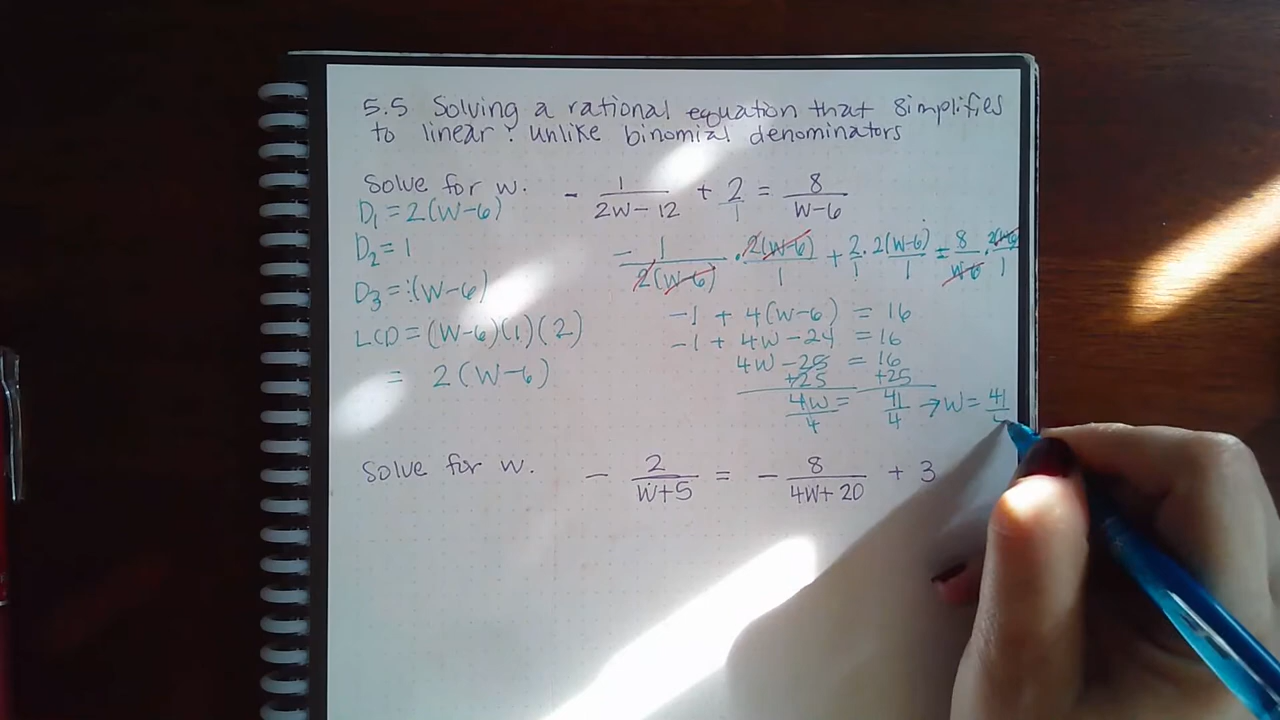 5.5 Solving a rational equation that simplifies
to linear: unlike binomial denominators
Solve for w. - 1/(2w-12) + 2/1 = 8/(w-6)
D₁ = 2(w-6)
D₂ = 1
D₃ = :(w-6)
LCD = (w-6)(1)(2)
= 2(w-6)
- 1/(2(w-6)) · 2(w-6)/1 + 2/1 · 2(w-6)/1 = 8/(w-6) · 2(w-6)/1
-1 + 4(w-6) = 16
-1 + 4w-24 = 16
4w-25 = 16
+25 +25
4w/4 = 41/4 → w = 41/
Solve for w. - 2/(w+5) = - 8/(4w+20) + 3